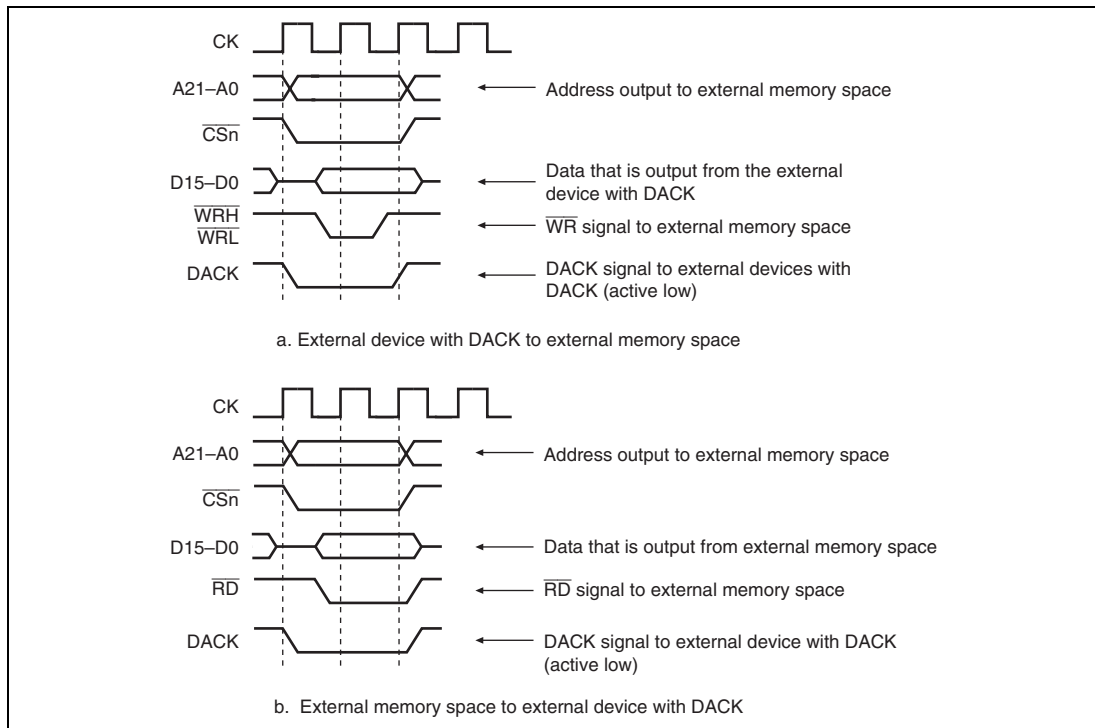 CK
A21–A0
Address output to external memory space
CSn
D15–D0
Data that is output from the external
device with DACK
WRH
WRL
WR signal to external memory space
DACK
DACK signal to external devices with
DACK (active low)
a. External device with DACK to external memory space
CK
A21–A0
Address output to external memory space
CSn
D15–D0
Data that is output from external memory space
RD
RD signal to external memory space
DACK
DACK signal to external device with DACK
(active low)
b. External memory space to external device with DACK